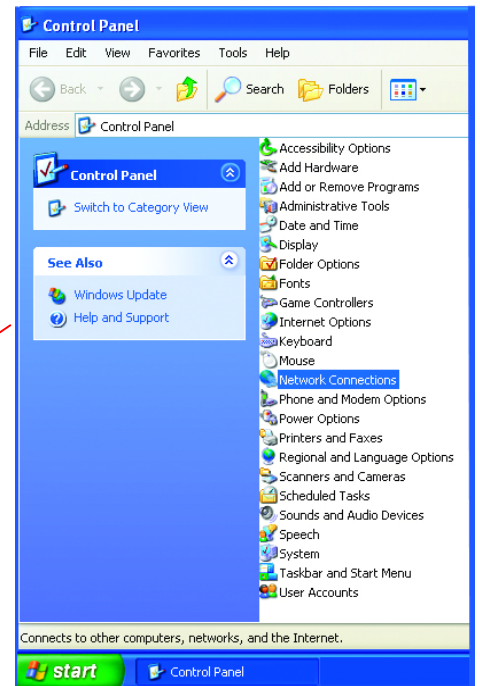 Control Panel
File Edit View Favorites Tools Help
Back Search Folders
Address Control Panel
Control Panel
Switch to Category View
See Also
Windows Update
Help and Support
Accessibility Options
Add Hardware
Add or Remove Programs
Administrative Tools
Date and Time
Display
Folder Options
Fonts
Game Controllers
Internet Options
Keyboard
Mouse
Network Connections
Phone and Modem Options
Power Options
Printers and Faxes
Regional and Language Options
Scanners and Cameras
Scheduled Tasks
Sounds and Audio Devices
Speech
System
Taskbar and Start Menu
User Accounts
Connects to other computers, networks, and the Internet.
start Control Panel